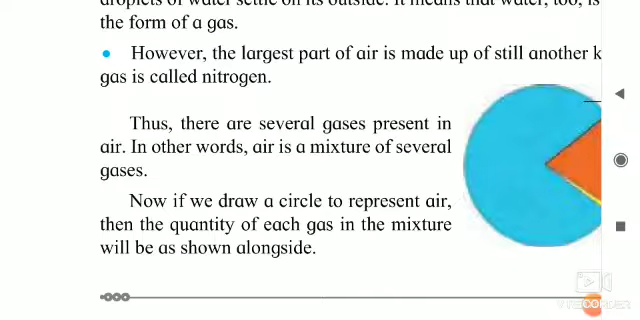 the form of a gas.
However, the largest part of air is made up of still another k
gas is called nitrogen.
Thus, there are several gases present in
air. In other words, air is a mixture of several
gases.
Now if we draw a circle to represent air,
then the quantity of each gas in the mixture
will be as shown alongside.